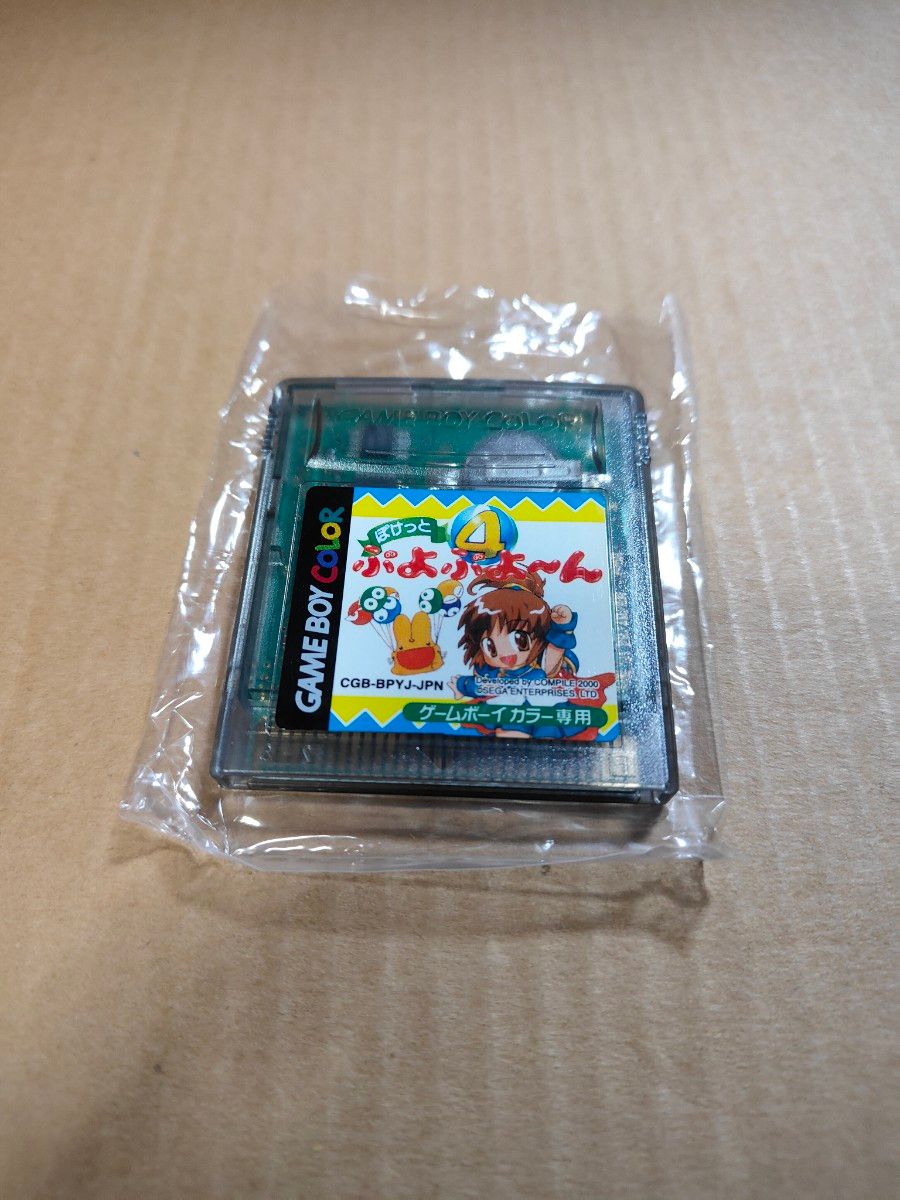 GAME BOY COLOR
GAME BOY COLOR
ぽけっと
4
ぷよぷよ~ん
CGB-BPYJ-JPN
Developed by COMPILE 2000
©SEGA ENTERPRISES, LTD
ゲームボーイカラー専用